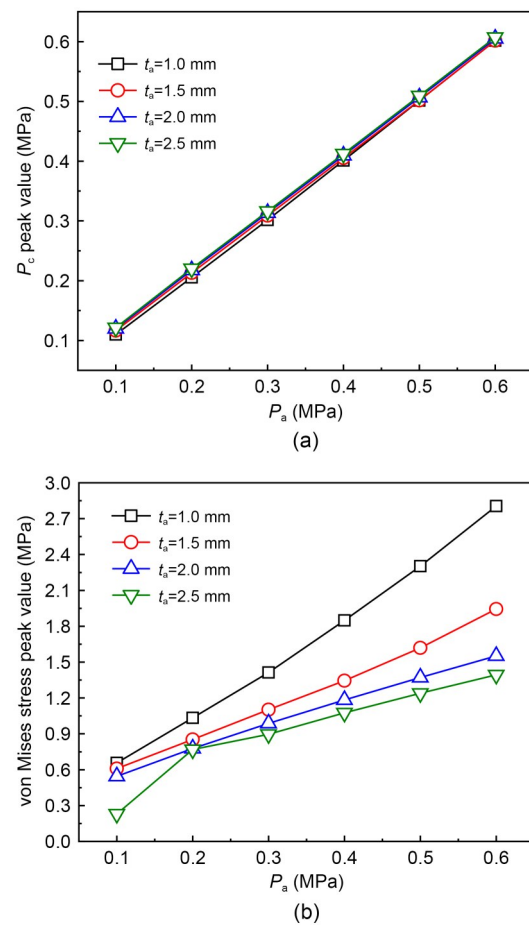 0.6
0.5
0.4
0.3
0.2
0.1
Pc peak value (MPa)
ta=1.0 mm
ta=1.5 mm
ta=2.0 mm
ta=2.5 mm
0.1 0.2 0.3 0.4 0.5 0.6
Pa (MPa)
(a)
3.0
2.7
2.4
2.1
1.8
1.5
1.2
0.9
0.6
0.3
0.0
von Mises stress peak value (MPa)
ta=1.0 mm
ta=1.5 mm
ta=2.0 mm
ta=2.5 mm
0.1 0.2 0.3 0.4 0.5 0.6
Pa (MPa)
(b)